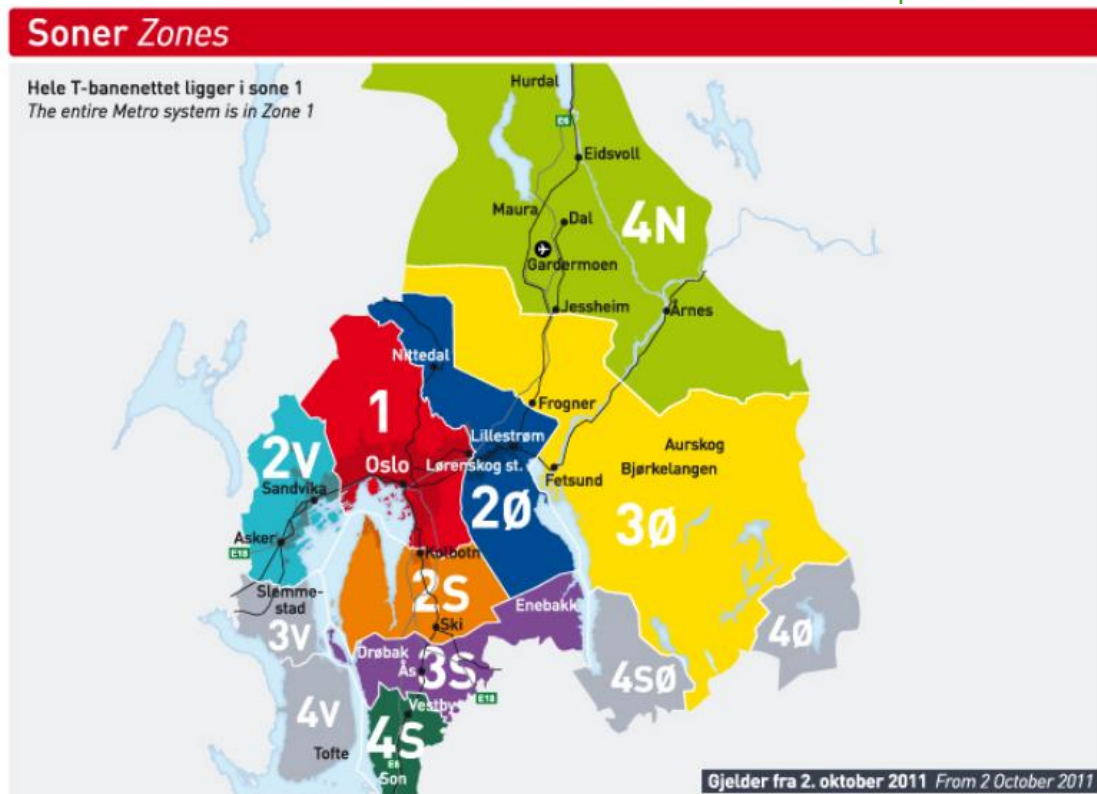 Soner Zones
Hele T-banenettet ligger i sone 1
The entire Metro system is in Zone 1
Hurdal
E6
Eidsvoll
Maura
Dal
4N
Gardermoen
Jessheim
Årnes
Nittedal
1
Frogner
2V
Lillestrøm
Aurskog
Oslo
Lørenskog st.
Bjørkelangen
Fetsund
Sandvika
2Ø
3Ø
Asker
E18
Kolbotn
Slemme-
stad
2S
Enebakk
Ski
3V
4Ø
Drøbak
Ås
3S
4SØ
E18
4V
Vestby
4S
Tofte
E6
Son
Gjelder fra 2. oktober 2011 From 2 October 2011